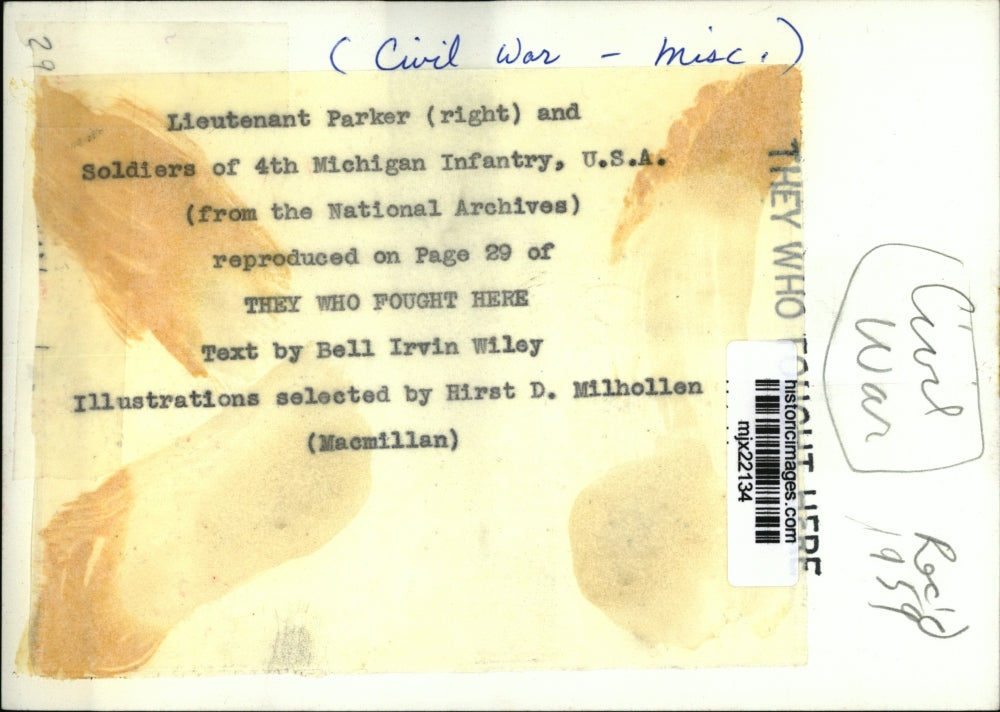 29
(Civil War - Misc.)
Lieutenant Parker (right) and
Soldiers of 4th Michigan Infantry, U.S.A.
(from the National Archives)
reproduced on Page 29 of
THEY WHO FOUGHT HERE
Text by Bell Irvin Wiley
Illustrations selected by Hirst D. Milhollen
(Macmillan)
THEY WHO FOUGHT HERE
historicimages.com
mjx22134
Civil
War
Rec'd
1959